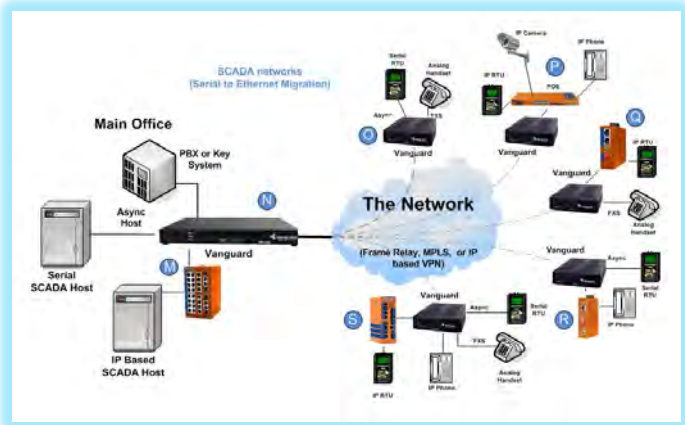 SCADA networks
(Serial to Ethernet Migration)
Main Office
PBX or Key
System
Async
Host
N
Vanguard
Serial
SCADA Host
M
IP Based
SCADA Host
The Network
(Frame Relay, MPLS, or IP
based VPN)
Serial
RTU
Analog
Handset
Async
FXS
O
Vanguard
IP Camera
IP Phone
P
IP RTU
POE
Vanguard
Q
IP RTU
Vanguard
FXS
Analog
Handset
Vanguard
Async
Serial
RTU
R
IP Phone
S
Vanguard
Async
Serial
RTU
FXS
IP RTU
IP Phone
Analog
Handset